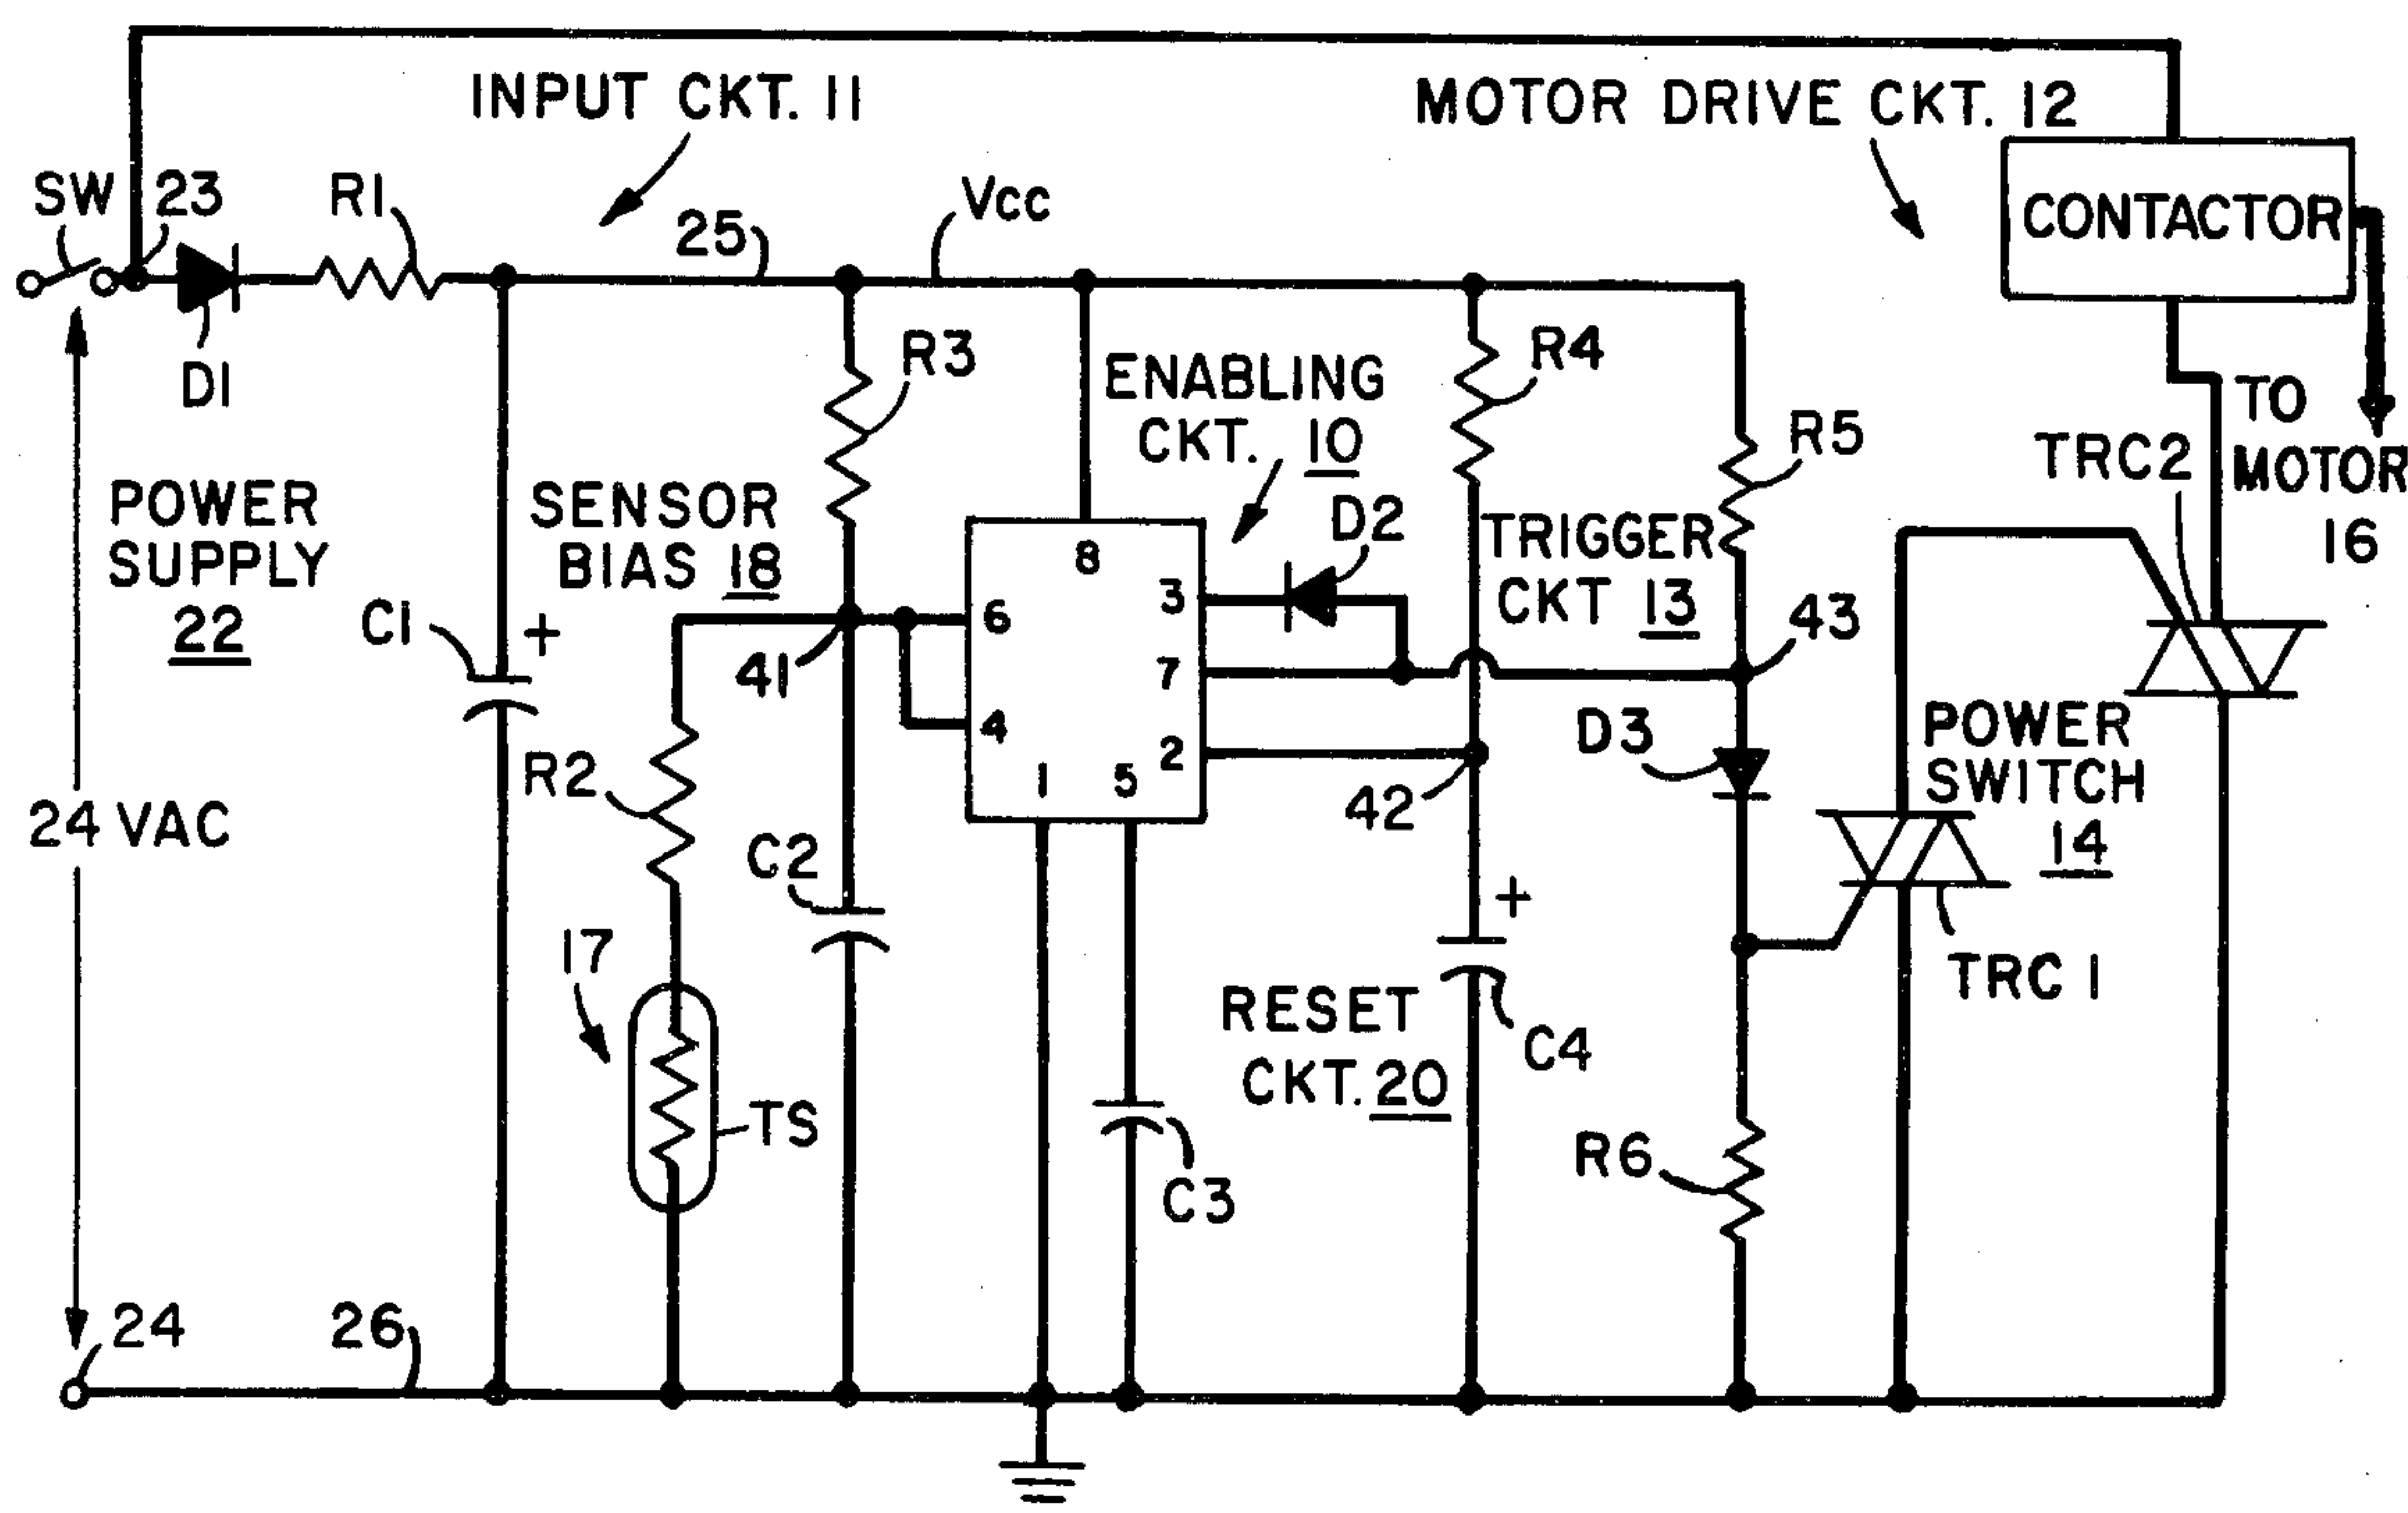 INPUT CKT. 11
MOTOR DRIVE CKT. 12
SW
23
R1
25
Vcc
CONTACTOR
D1
R3
ENABLING
CKT. 10
R4
R5
TO
MOTOR
16
TRC2
POWER
SUPPLY
22
SENSOR
BIAS 18
D2
TRIGGER
CKT 13
8
3
6
7
4
2
1
5
C1
+
41
43
D3
R2
42
POWER
SWITCH
14
24 VAC
C2
+
17
TRC 1
RESET
CKT. 20
C4
TS
C3
R6
24
26